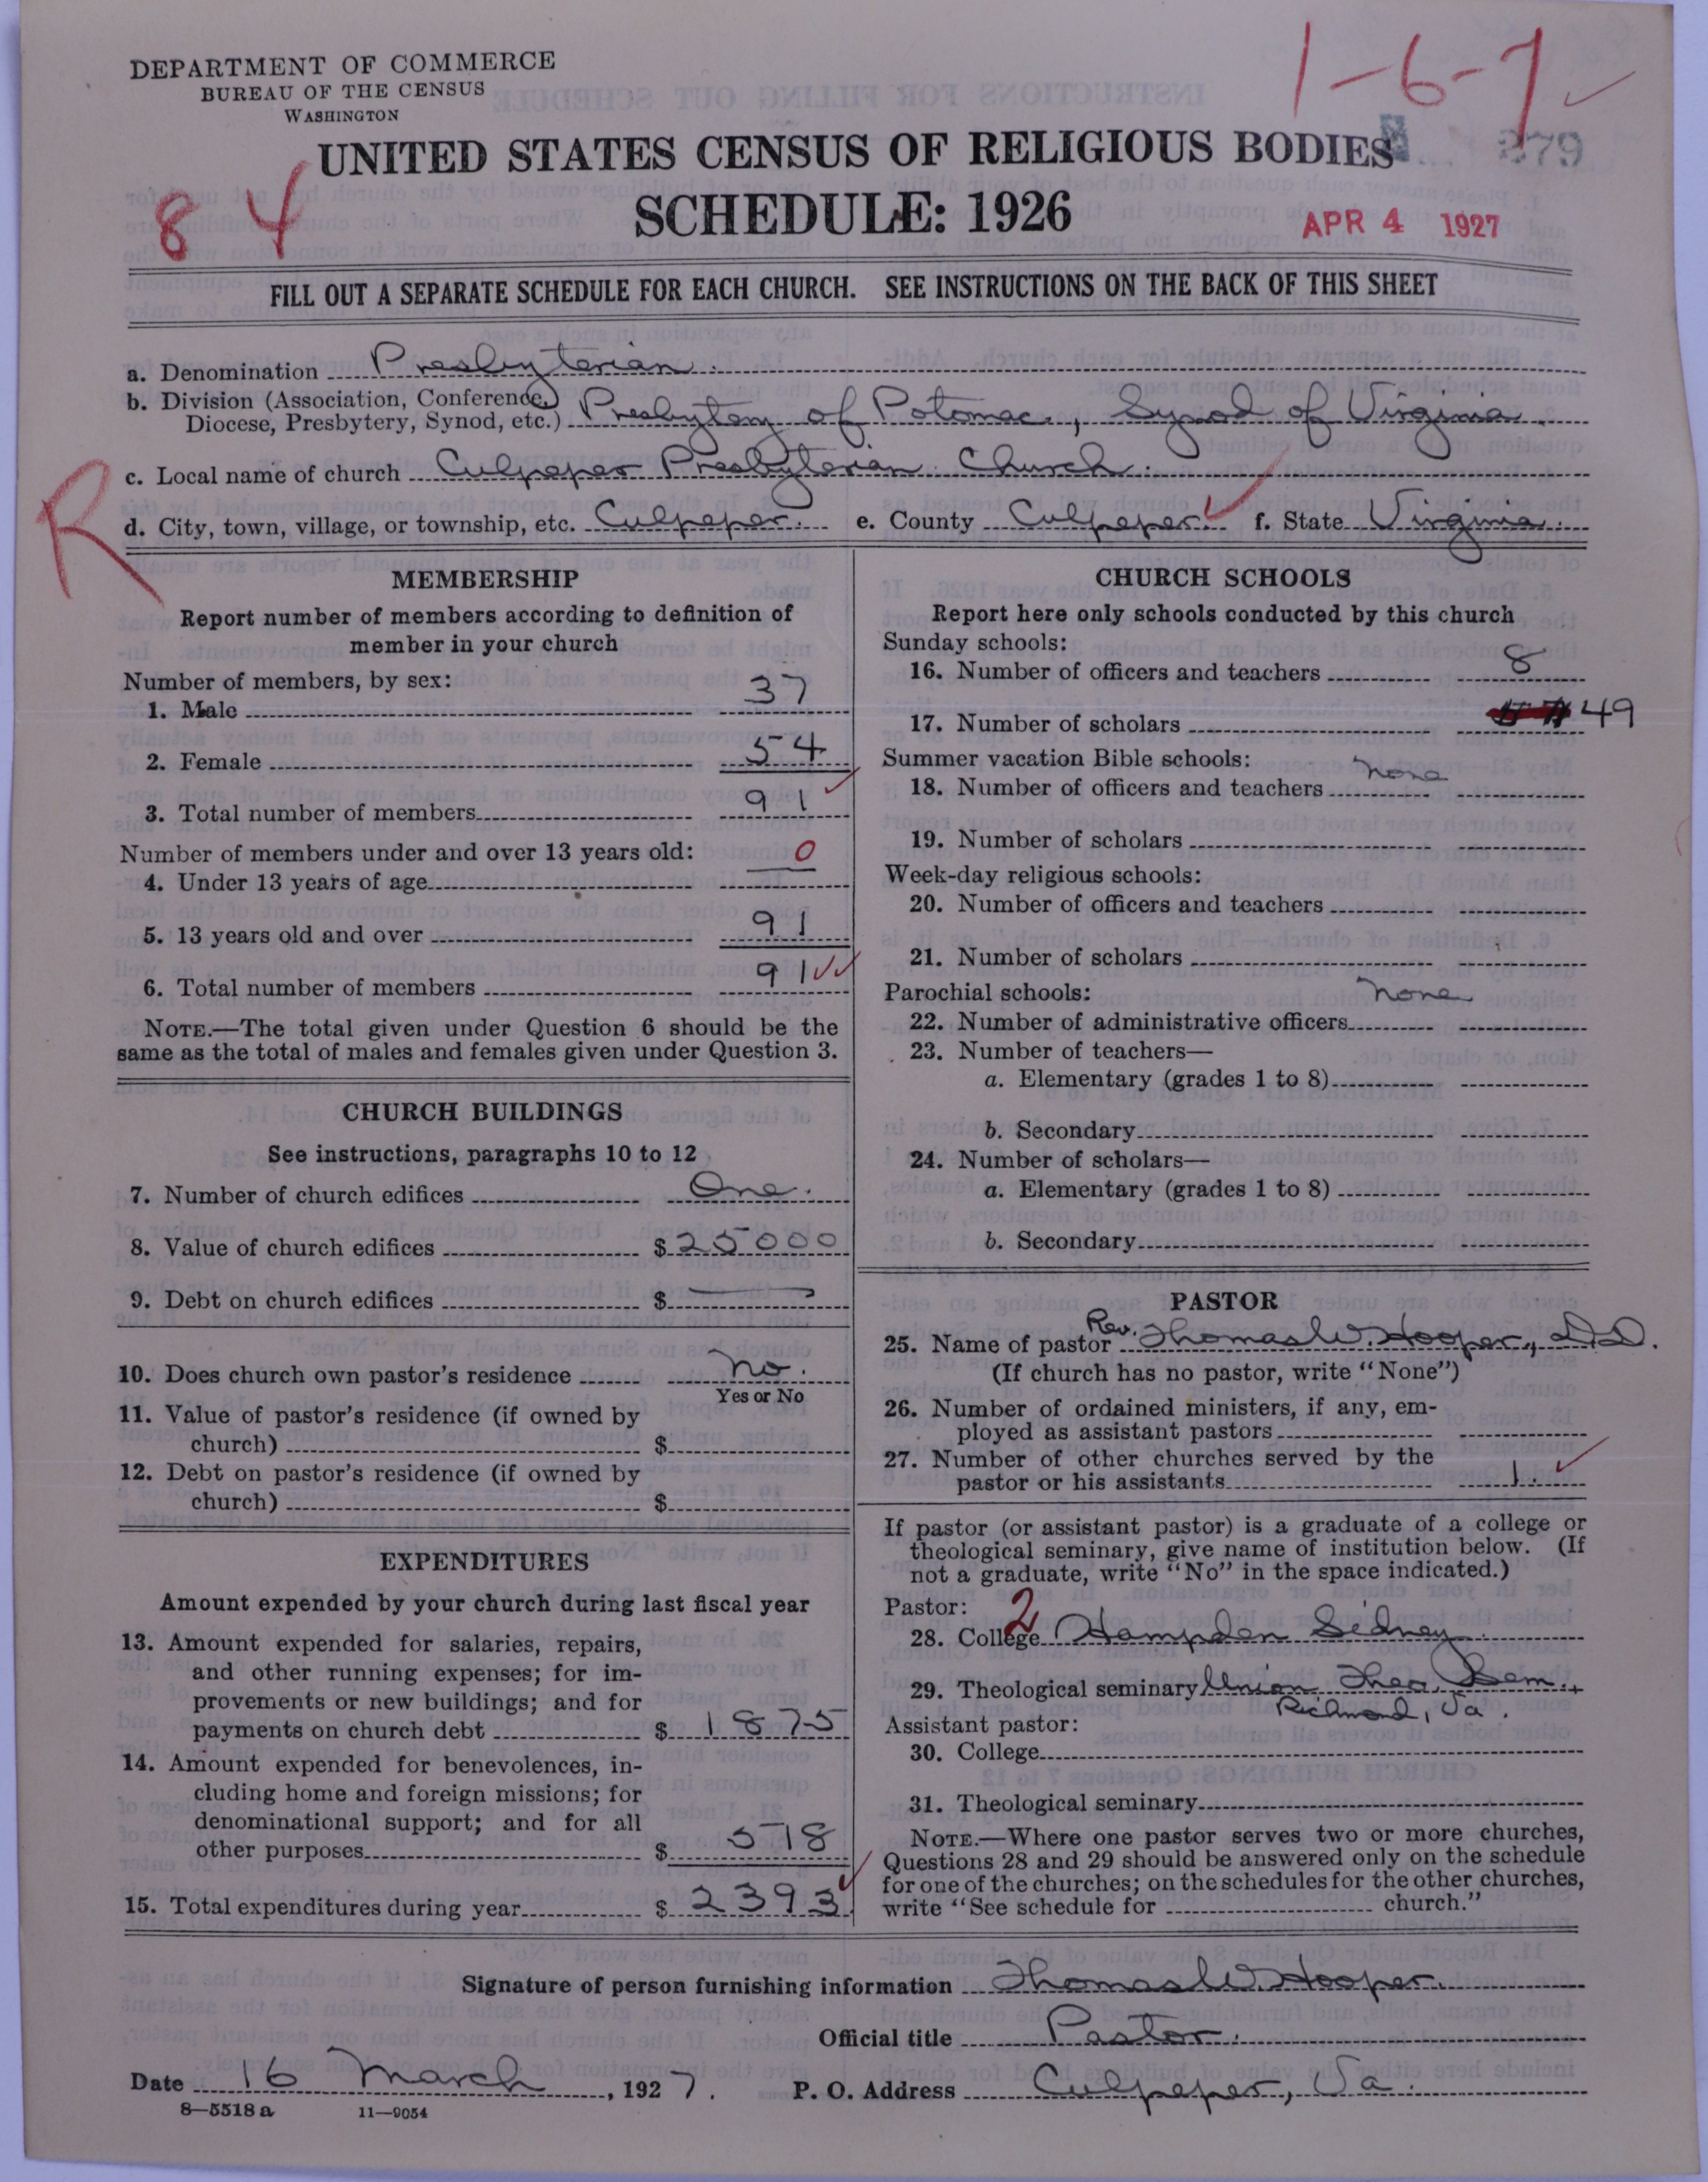 DEPARTMENT OF COMMERCE
BUREAU OF THE CENSUS
WASHINGTON
1-6-7
UNITED STATES CENSUS OF RELIGIOUS BODIES
279
84
SCHEDULE: 1926
APR 4 1927
FILL OUT A SEPARATE SCHEDULE FOR EACH CHURCH. SEE INSTRUCTIONS ON THE BACK OF THIS SHEET
a. Denomination Presbyterian.
b. Division (Association, Conference, Diocese, Presbytery, Synod, etc.) Presbytery of Potomac, Synod of Virginia.
c. Local name of church Culpeper Presbyterian Church.
R
d. City, town, village, or township, etc. Culpeper. e. County Culpeper. f. State Virginia.
MEMBERSHIP
Report number of members according to definition of
member in your church
Number of members, by sex:
1. Male 37
2. Female 54
3. Total number of members 91
Number of members under and over 13 years old:
4. Under 13 years of age 0
5. 13 years old and over 91
6. Total number of members 91
NOTE.—The total given under Question 6 should be the
same as the total of males and females given under Question 3.
CHURCH BUILDINGS
See instructions, paragraphs 10 to 12
7. Number of church edifices One.
8. Value of church edifices $25000
9. Debt on church edifices $
10. Does church own pastor's residence No.
Yes or No
11. Value of pastor's residence (if owned by
church) $
12. Debt on pastor's residence (if owned by
church) $
EXPENDITURES
Amount expended by your church during last fiscal year
13. Amount expended for salaries, repairs,
and other running expenses; for im-
provements or new buildings; and for
payments on church debt $ 1875
14. Amount expended for benevolences, in-
cluding home and foreign missions; for
denominational support; and for all
other purposes $ 518
15. Total expenditures during year $ 2393
CHURCH SCHOOLS
Report here only schools conducted by this church
Sunday schools:
16. Number of officers and teachers 8
17. Number of scholars 49
Summer vacation Bible schools:
18. Number of officers and teachers None
19. Number of scholars
Week-day religious schools:
20. Number of officers and teachers
21. Number of scholars
Parochial schools:
22. Number of administrative officers None
23. Number of teachers—
a. Elementary (grades 1 to 8)
b. Secondary
24. Number of scholars—
a. Elementary (grades 1 to 8)
b. Secondary
PASTOR
25. Name of pastor Rev. Thomas W. Hooper, D.D.
(If church has no pastor, write "None")
26. Number of ordained ministers, if any, em-
ployed as assistant pastors
27. Number of other churches served by the
pastor or his assistants 1.
If pastor (or assistant pastor) is a graduate of a college or
theological seminary, give name of institution below. (If
not a graduate, write "No" in the space indicated.)
Pastor: 2
28. College Hampden Sidney.
29. Theological seminary Union Theo. Sem.,
Richmond, Va.
Assistant pastor:
30. College
31. Theological seminary
NOTE.—Where one pastor serves two or more churches,
Questions 28 and 29 should be answered only on the schedule
for one of the churches; on the schedules for the other churches,
write "See schedule for church."
Signature of person furnishing information Thomas W Hooper.
Official title Pastor.
Date 16 March, 1927. P. O. Address Culpeper, Va.
8—5518 a 11—9054